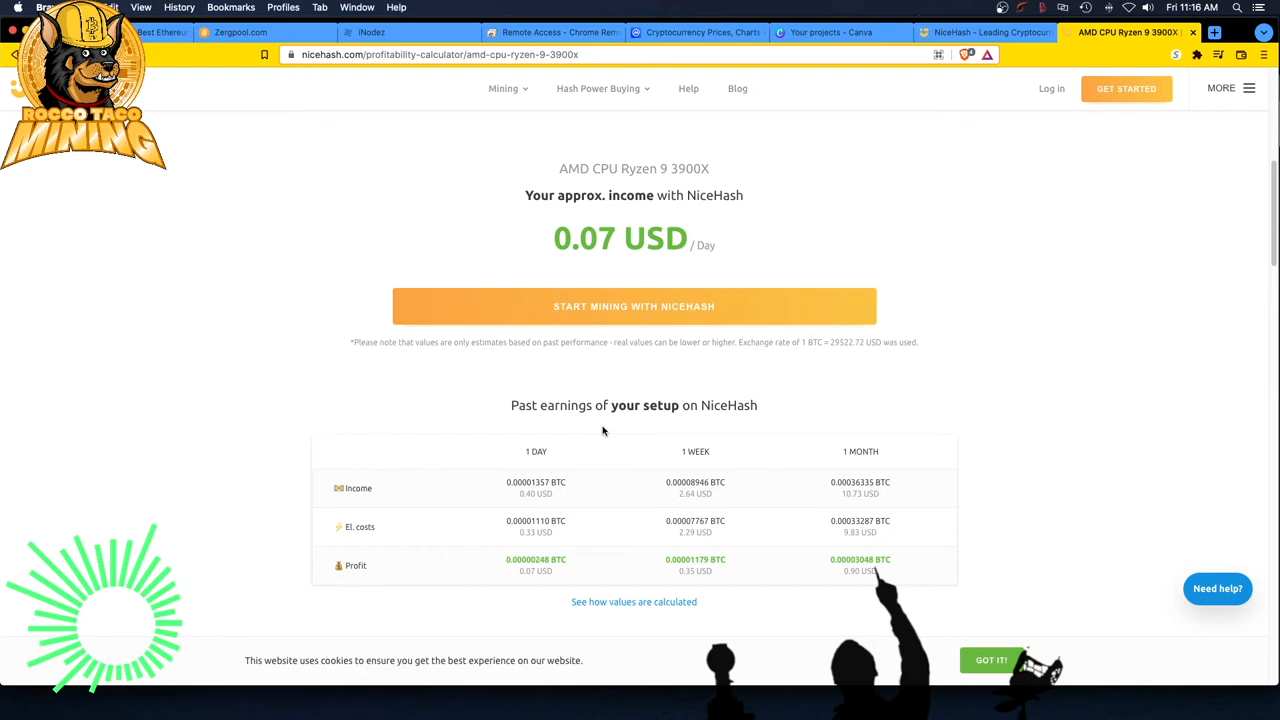 Edit View History Bookmarks Profiles Tab Window Help
Fri 11:16 AM
Best Ethereu
Zergpool.com
iNodez
Remote Access - Chrome Rem
Cryptocurrency Prices, Charts
Your projects - Canva
NiceHash - Leading Cryptocurr
AMD CPU Ryzen 9 3900X |
nicehash.com/profitability-calculator/amd-cpu-ryzen-9-3900x
ROCCO TACO
MINING
Mining
Hash Power Buying
Help
Blog
Log in
GET STARTED
MORE
AMD CPU Ryzen 9 3900X
Your approx. income with NiceHash
0.07 USD / Day
START MINING WITH NICEHASH
*Please note that values are only estimates based on past performance - real values can be lower or higher. Exchange rate of 1 BTC = 29522.72 USD was used.
Past earnings of your setup on NiceHash
1 DAY 1 WEEK 1 MONTH
Income 0.00001357 BTC 0.00008946 BTC 0.00036335 BTC
0.40 USD 2.64 USD 10.73 USD
El. costs 0.00001110 BTC 0.00007767 BTC 0.00033287 BTC
0.33 USD 2.29 USD 9.83 USD
Profit 0.00000248 BTC 0.00001179 BTC 0.00003048 BTC
0.07 USD 0.35 USD 0.90 USD
See how values are calculated
Need help?
This website uses cookies to ensure you get the best experience on our website.
GOT IT!